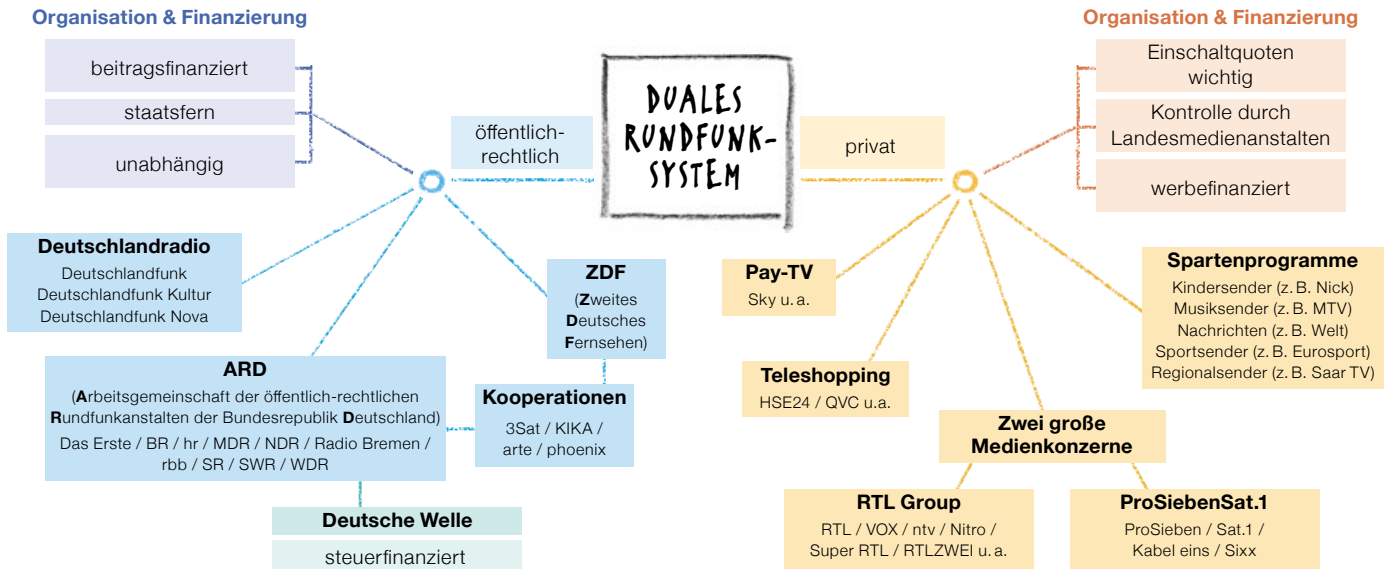 Organisation & Finanzierung
beitragsfinanziert
staatsfern
unabhängig
öffentlich-
rechtlich
DUALES
RUNDFUNK-
SYSTEM
privat
Organisation & Finanzierung
Einschaltquoten
wichtig
Kontrolle durch
Landesmedienanstalten
werbefinanziert
Deutschlandradio
Deutschlandfunk
Deutschlandfunk Kultur
Deutschlandfunk Nova
ZDF
(Zweites
Deutsches
Fernsehen)
ARD
(Arbeitsgemeinschaft der öffentlich-rechtlichen
Rundfunkanstalten der Bundesrepublik Deutschland)
Das Erste / BR / hr / MDR / NDR / Radio Bremen /
rbb / SR / SWR / WDR
Kooperationen
3Sat / KIKA /
arte / phoenix
Deutsche Welle
steuerfinanziert
Pay-TV
Sky u. a.
Teleshopping
HSE24 / QVC u.a.
Spartenprogramme
Kindersender (z. B. Nick)
Musiksender (z. B. MTV)
Nachrichten (z. B. Welt)
Sportsender (z. B. Eurosport)
Regionalsender (z. B. Saar TV)
Zwei große
Medienkonzerne
RTL Group
RTL / VOX / ntv / Nitro /
Super RTL / RTLZWEI u. a.
ProSiebenSat.1
ProSieben / Sat.1 /
Kabel eins / Sixx